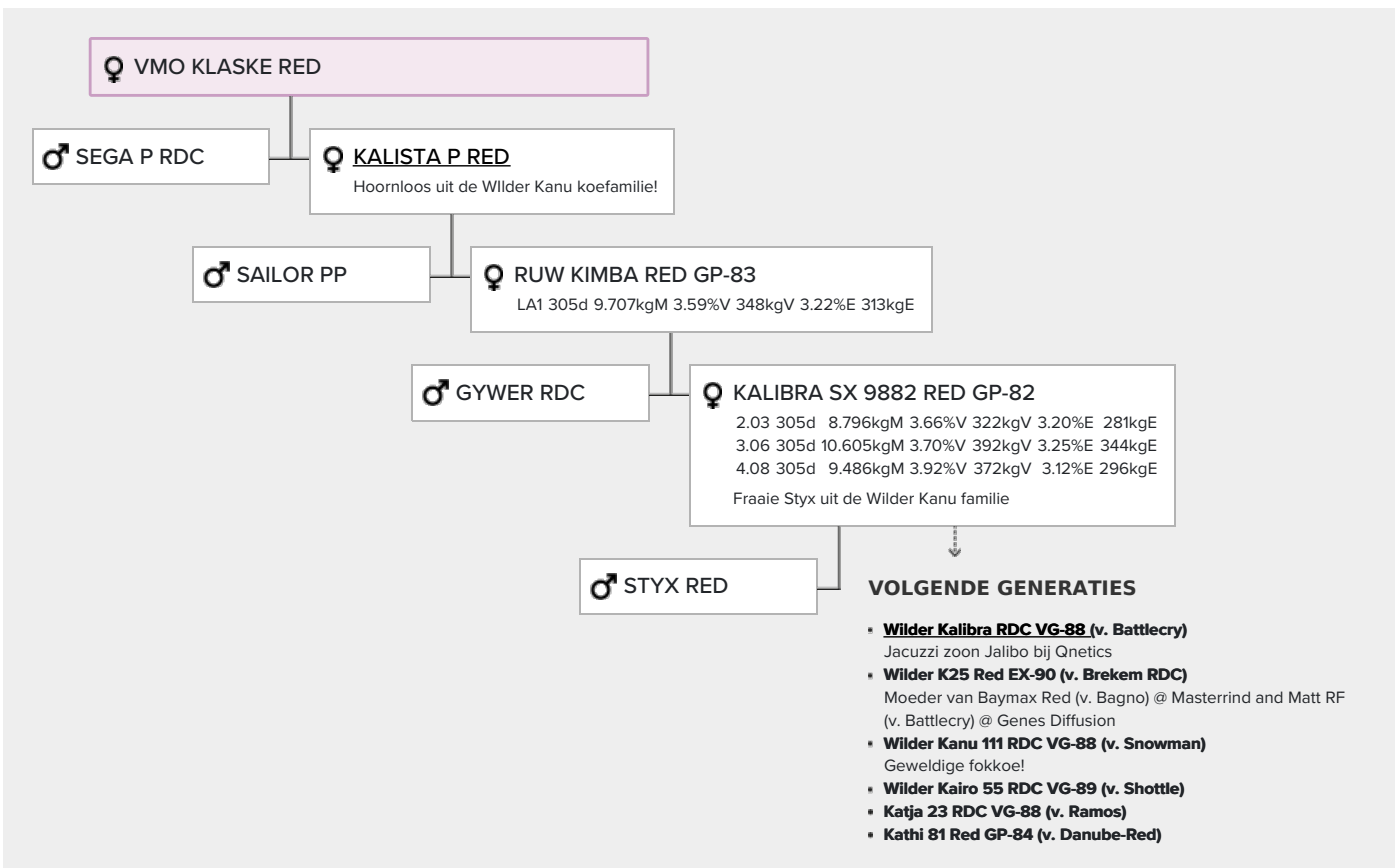 VMO KLASKE RED
SEGA P RDC
KALISTA P RED
Hoornloos uit de WIlder Kanu koefamilie!
SAILOR PP
RUW KIMBA RED GP-83
LA1 305d 9.707kgM 3.59%V 348kgV 3.22%E 313kgE
GYWER RDC
KALIBRA SX 9882 RED GP-82
2.03 305d 8.796kgM 3.66%V 322kgV 3.20%E 281kgE
3.06 305d 10.605kgM 3.70%V 392kgV 3.25%E 344kgE
4.08 305d 9.486kgM 3.92%V 372kgV 3.12%E 296kgE
Fraaie Styx uit de Wilder Kanu familie
STYX RED
VOLGENDE GENERATIES
Wilder Kalibra RDC VG-88 (v. Battlecry)
Jacuzzi zoon Jalibo bij Qnetics
Wilder K25 Red EX-90 (v. Brekem RDC)
Moeder van Baymax Red (v. Bagno) @ Masterrind and Matt RF
(v. Battlecry) @ Genes Diffusion
Wilder Kanu 111 RDC VG-88 (v. Snowman)
Geweldige fokkoe!
Wilder Kairo 55 RDC VG-89 (v. Shottle)
Katja 23 RDC VG-88 (v. Ramos)
Kathi 81 Red GP-84 (v. Danube-Red)